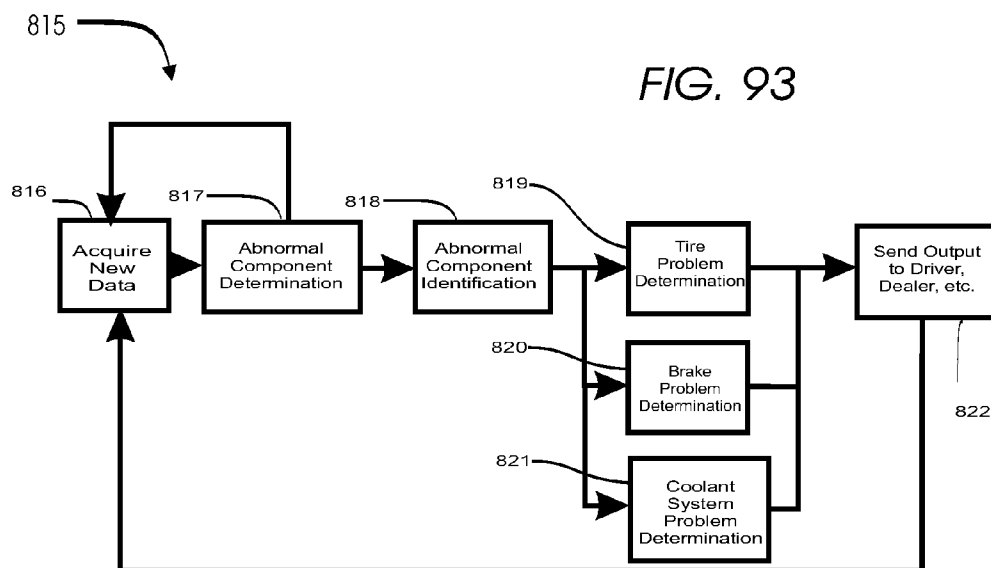 815
FIG. 93
816
817
818
819
Acquire
New
Data
Abnormal
Component
Determination
Abnormal
Component
Identification
Tire
Problem
Determination
Send Output
to Driver,
Dealer, etc.
820
Brake
Problem
Determination
822
821
Coolant
System
Problem
Determination